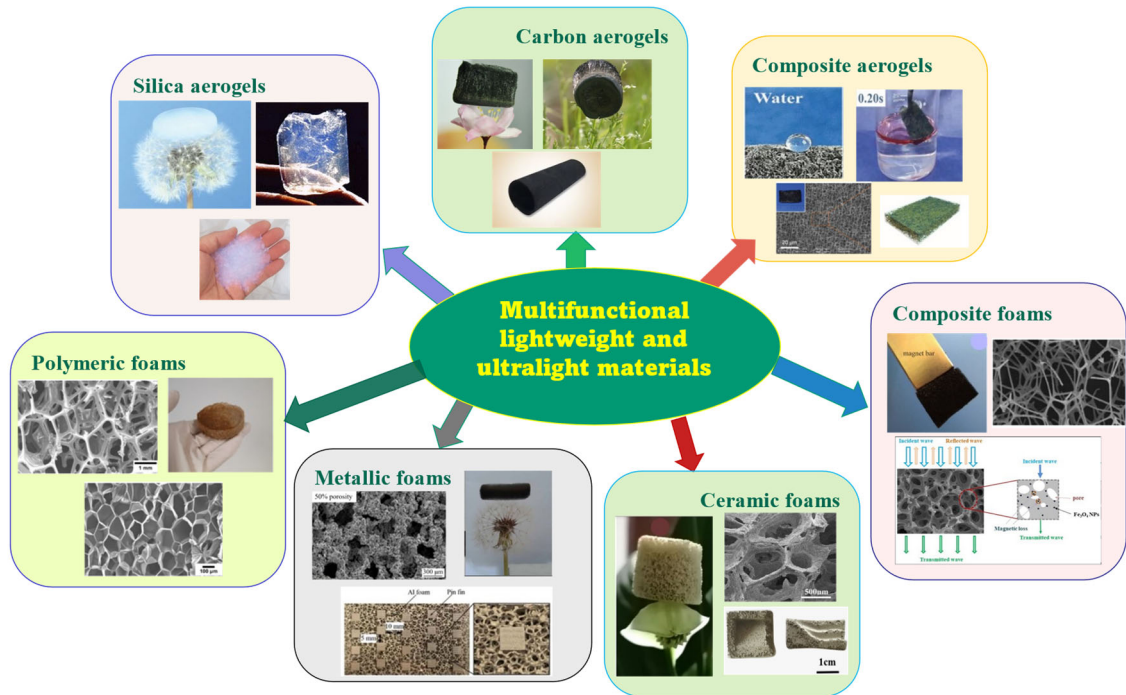 Carbon aerogels
Silica aerogels
Composite aerogels
Water
0.20s
20 μm
Multifunctional
lightweight and
ultralight materials
Composite foams
magnet bar
Incident wave
Reflected wave
Incident wave
pore
Fe₃O₄ NPs
Magnetic loss
Transmitted wave
Transmitted wave
Polymeric foams
1 mm
100 μm
Metallic foams
50% porosity
300 μm
Al foam
Pin fin
10 mm
5 mm
Ceramic foams
500nm
1cm